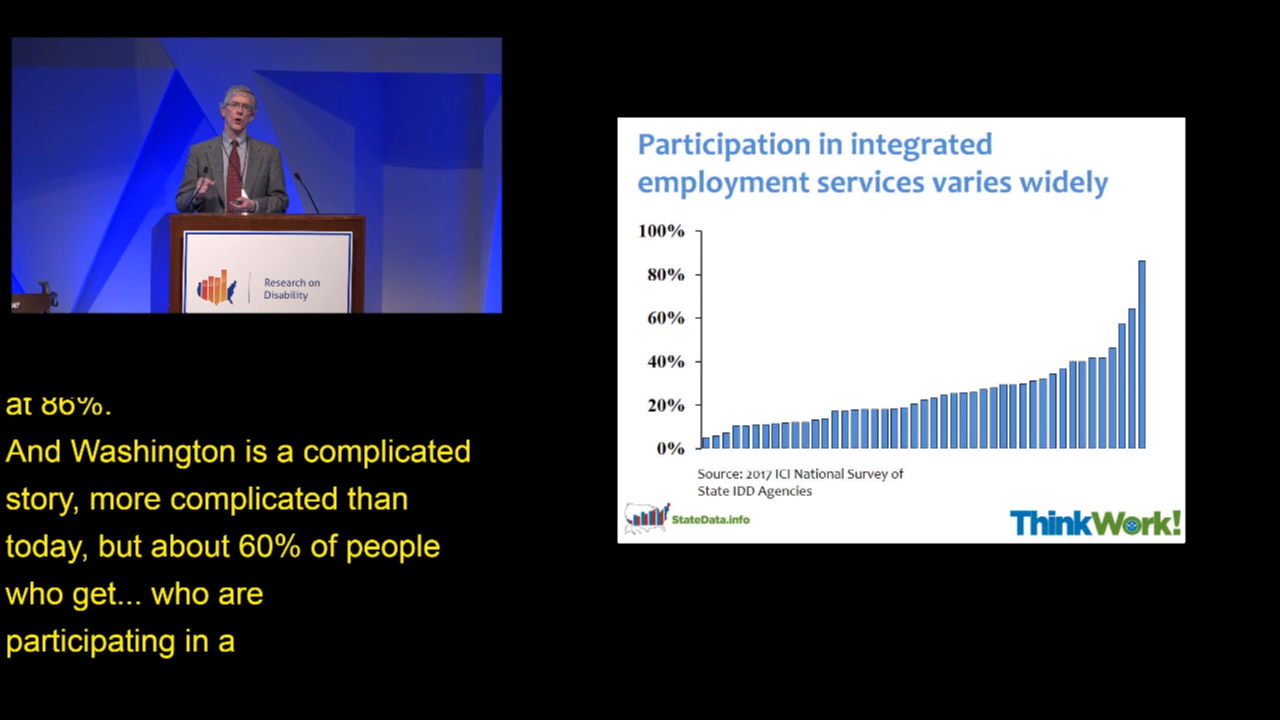 Research on
Disability
at 86%.
And Washington is a complicated
story, more complicated than
today, but about 60% of people
who get... who are
participating in a
Participation in integrated
employment services varies widely
100%
80%
60%
40%
20%
0%
Source: 2017 ICI National Survey of
State IDD Agencies
StateData.info
ThinkWork!